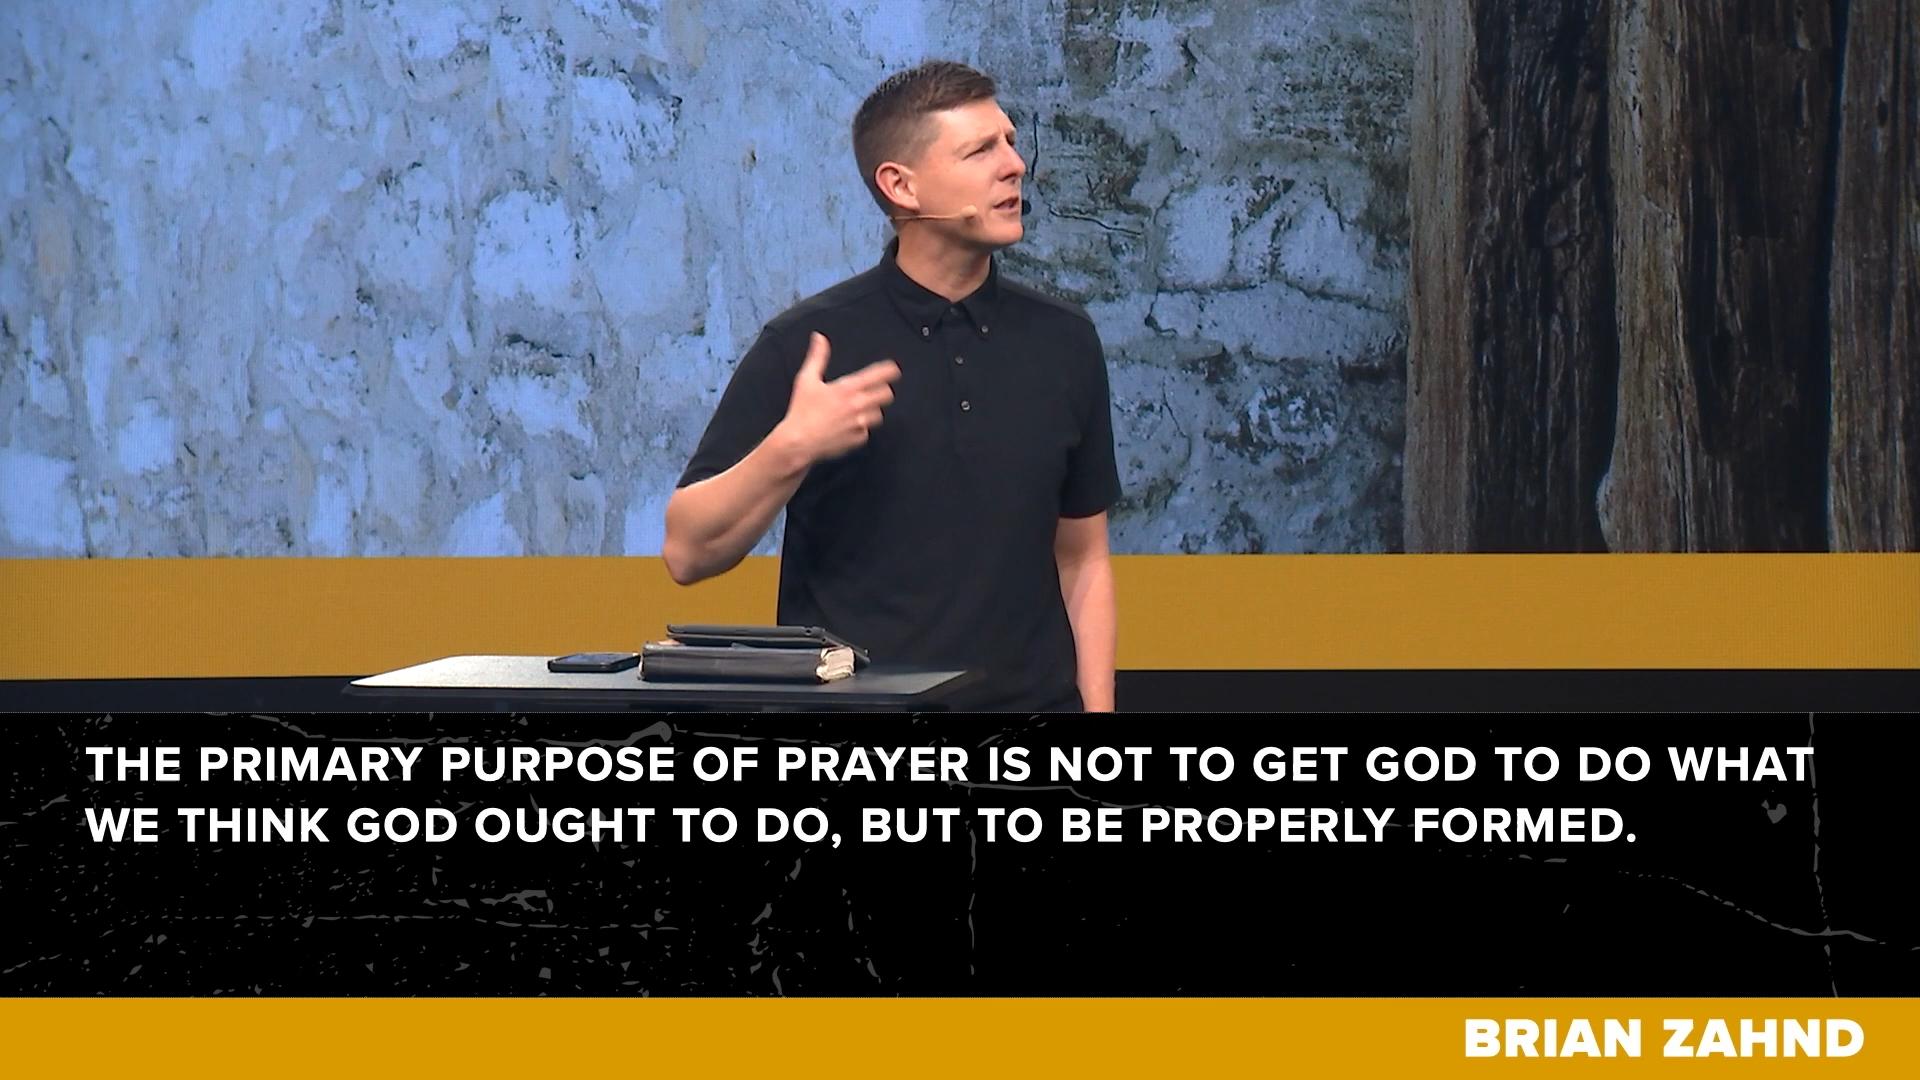 THE PRIMARY PURPOSE OF PRAYER IS NOT TO GET GOD TO DO WHAT
WE THINK GOD OUGHT TO DO, BUT TO BE PROPERLY FORMED.
BRIAN ZAHND